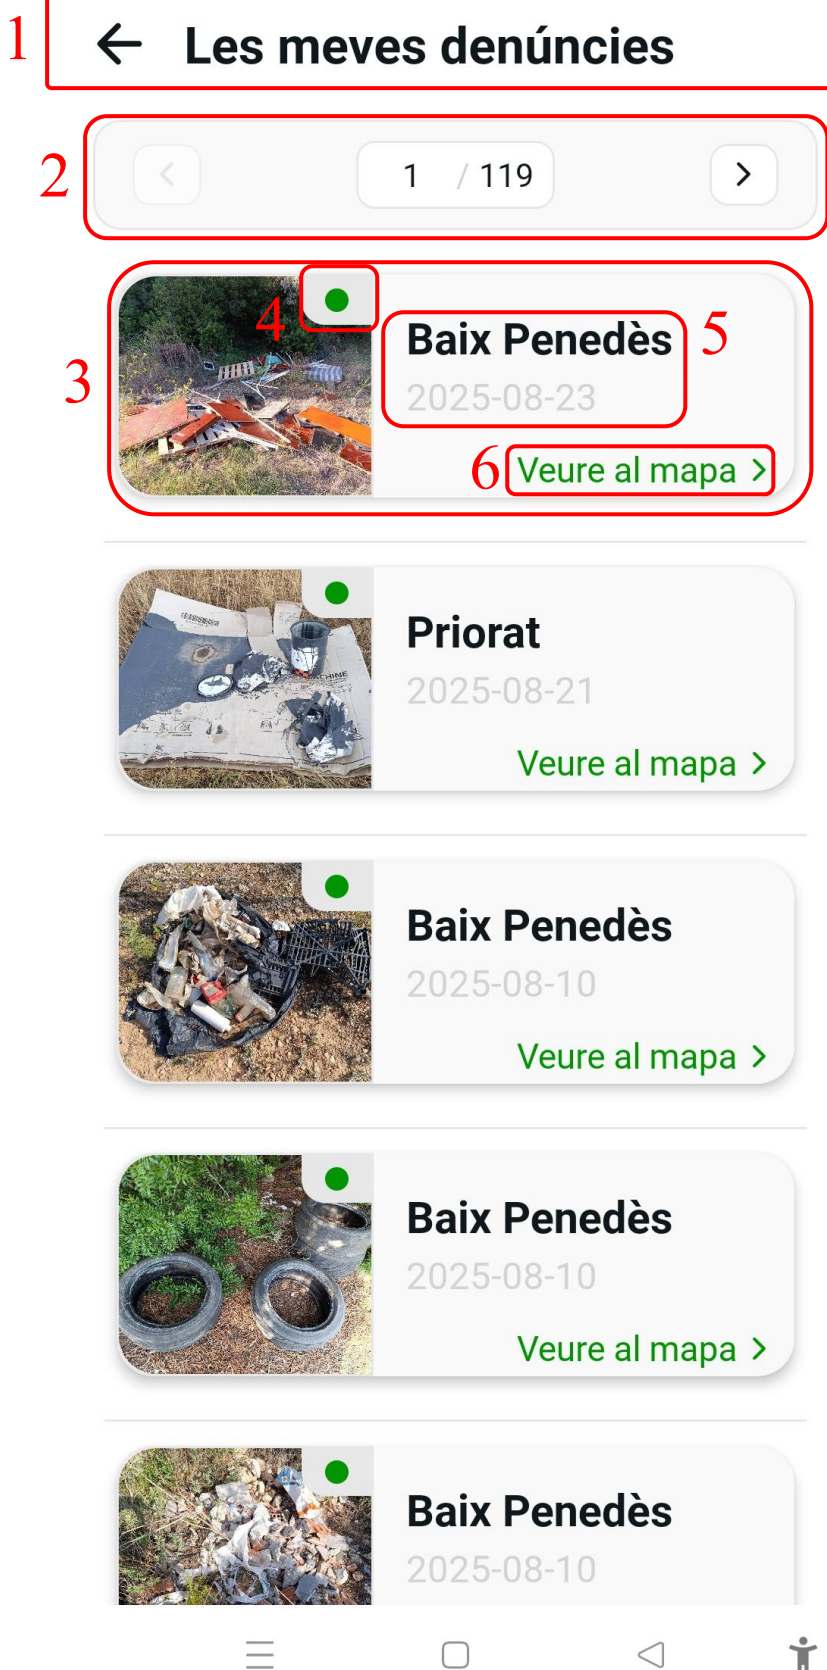 1 ← Les meves denúncies
2 1 / 119
3
4
Baix Penedès 5
2025-08-23
6 Veure al mapa >
Priorat
2025-08-21
Veure al mapa >
Baix Penedès
2025-08-10
Veure al mapa >
Baix Penedès
2025-08-10
Veure al mapa >
Baix Penedès
2025-08-10